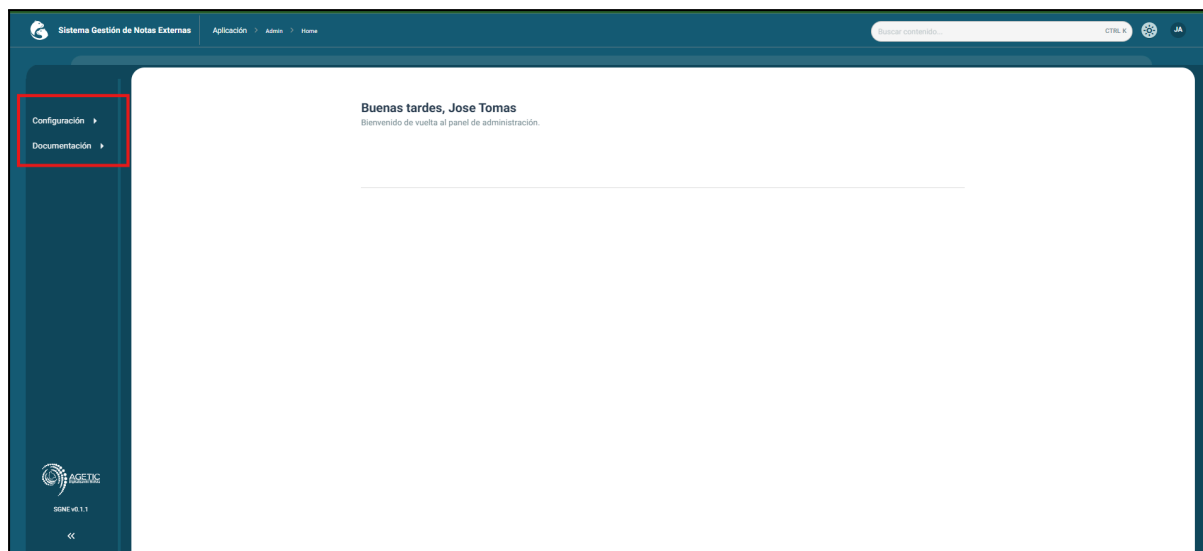 Sistema Gestión de Notas Externas
Aplicación > Admin > Home
Buscar contenido...
CTRL K
JA
Configuración
Documentación
Buenas tardes, Jose Tomas
Bienvenido de vuelta al panel de administración.
AGETIC
SGNE v0.1.1